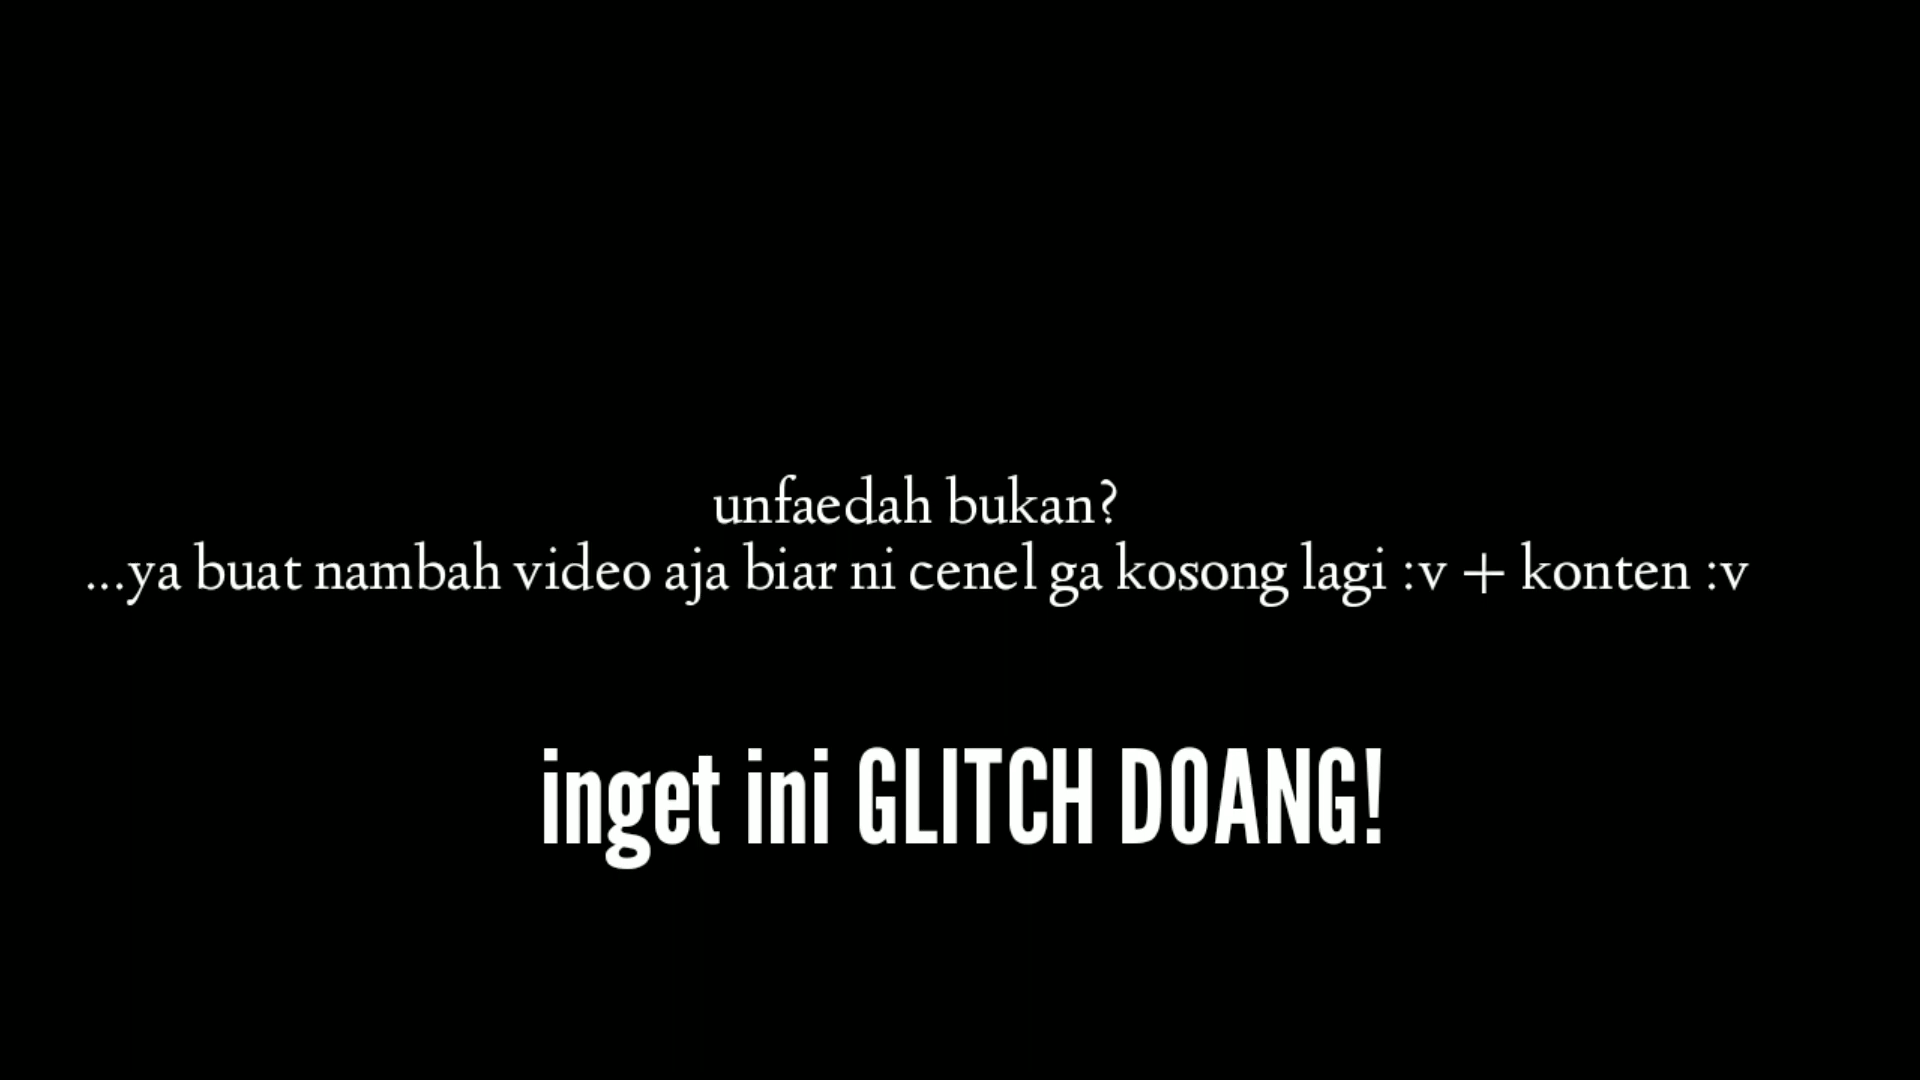 unfaedah bukan?
...ya buat nambah video aja biar ni cenel ga kosong lagi :v + konten :v
inget ini GLITCH DOANG!